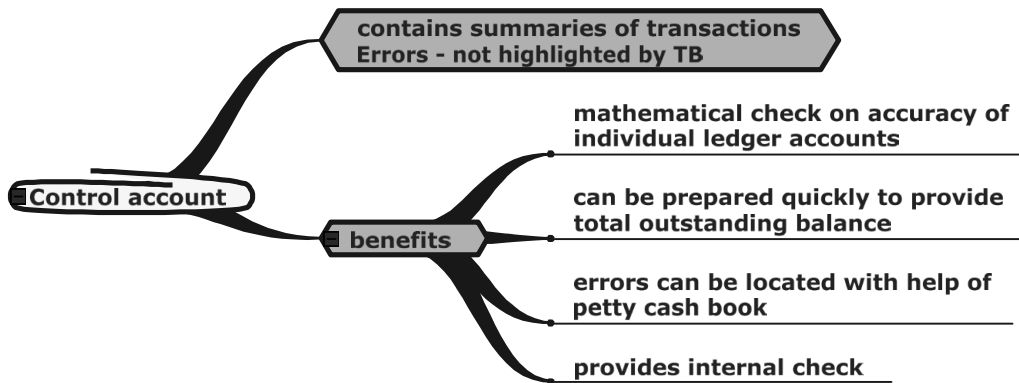 contains summaries of transactions
Errors - not highlighted by TB
mathematical check on accuracy of
individual ledger accounts
Control account
can be prepared quickly to provide
total outstanding balance
benefits
errors can be located with help of
petty cash book
provides internal check